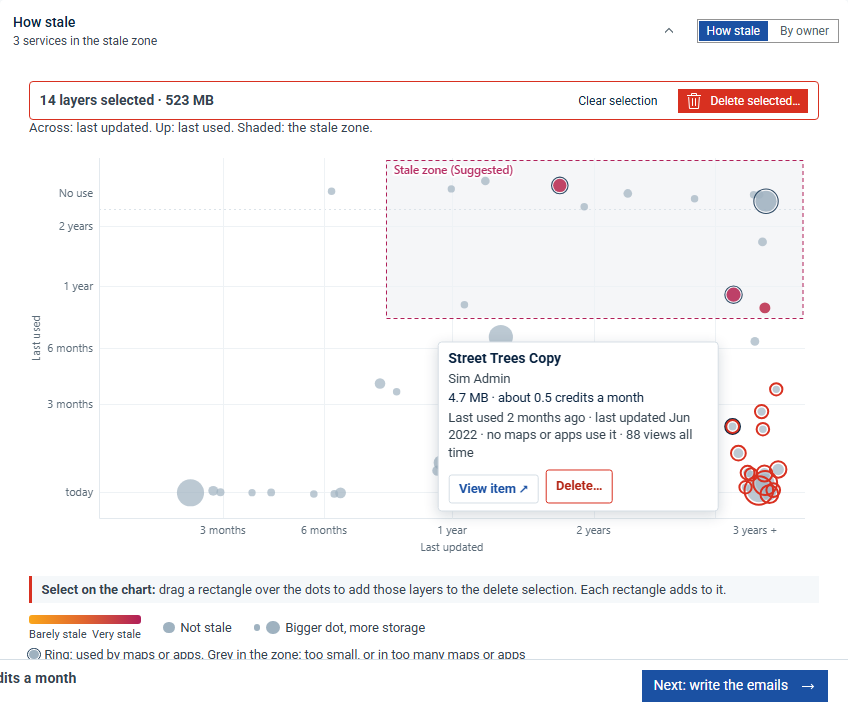 How stale
3 services in the stale zone
How stale
By owner
14 layers selected · 523 MB
Clear selection
Delete selected...
Across: last updated. Up: last used. Shaded: the stale zone.
Stale zone (Suggested)
No use
2 years
1 year
6 months
3 months
today
Last used
Street Trees Copy
Sim Admin
4.7 MB · about 0.5 credits a month
Last used 2 months ago · last updated Jun
2022 · no maps or apps use it · 88 views all
time
View item ↗
Delete...
3 months
6 months
1 year
2 years
3 years +
Last updated
Select on the chart: drag a rectangle over the dots to add those layers to the delete selection. Each rectangle adds to it.
Barely stale Very stale
Not stale
Bigger dot, more storage
Ring: used by maps or apps. Grey in the zone: too small, or in too many maps or apps
dits a month
Next: write the emails →